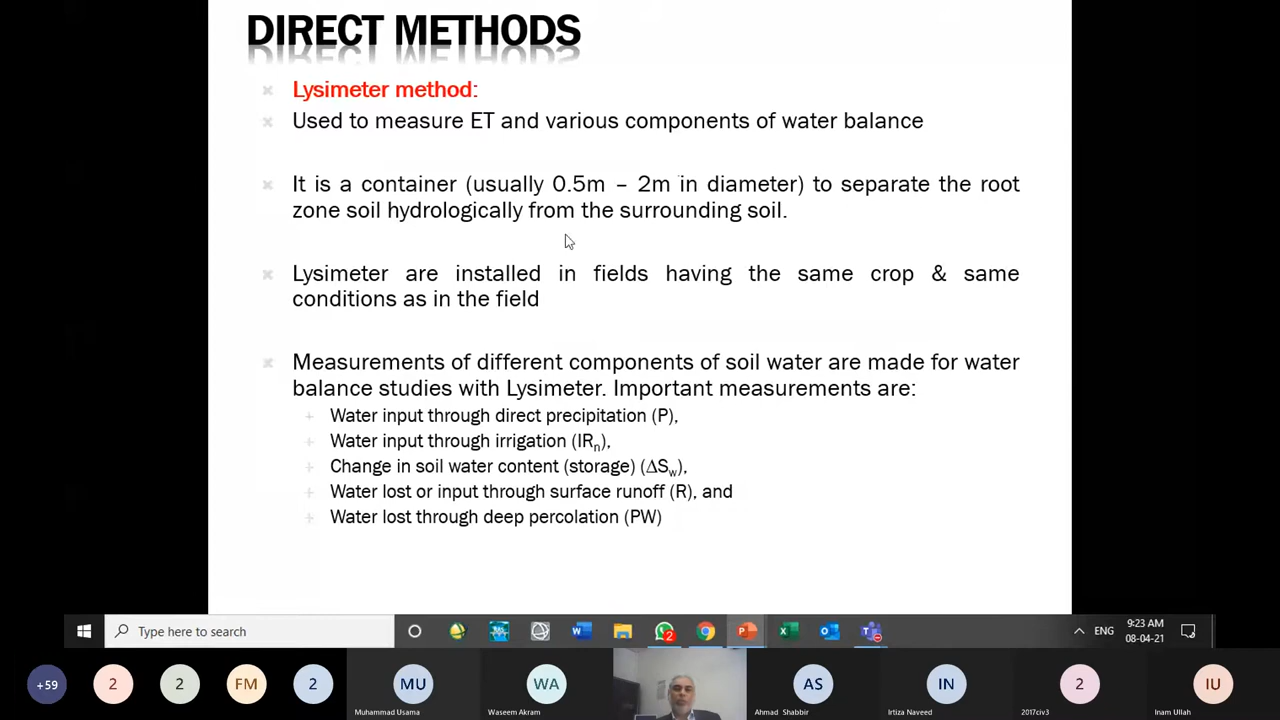 DIRECT METHODS
Lysimeter method:
Used to measure ET and various components of water balance
It is a container (usually 0.5m – 2m in diameter) to separate the root
zone soil hydrologically from the surrounding soil.
Lysimeter are installed in fields having the same crop & same
conditions as in the field
Measurements of different components of soil water are made for water
balance studies with Lysimeter. Important measurements are:
Water input through direct precipitation (P),
Water input through irrigation (IRn),
Change in soil water content (storage) (ΔSw),
Water lost or input through surface runoff (R), and
Water lost through deep percolation (PW)
Type here to search
2
ENG
9:23 AM
08-04-21
+59
2
2
FM
2
MU
WA
AS
IN
2
IU
Muhammad Usama
Waseem Akram
Ahmad Shabbir
Irtiza Naveed
2017civ3
Inam Ullah